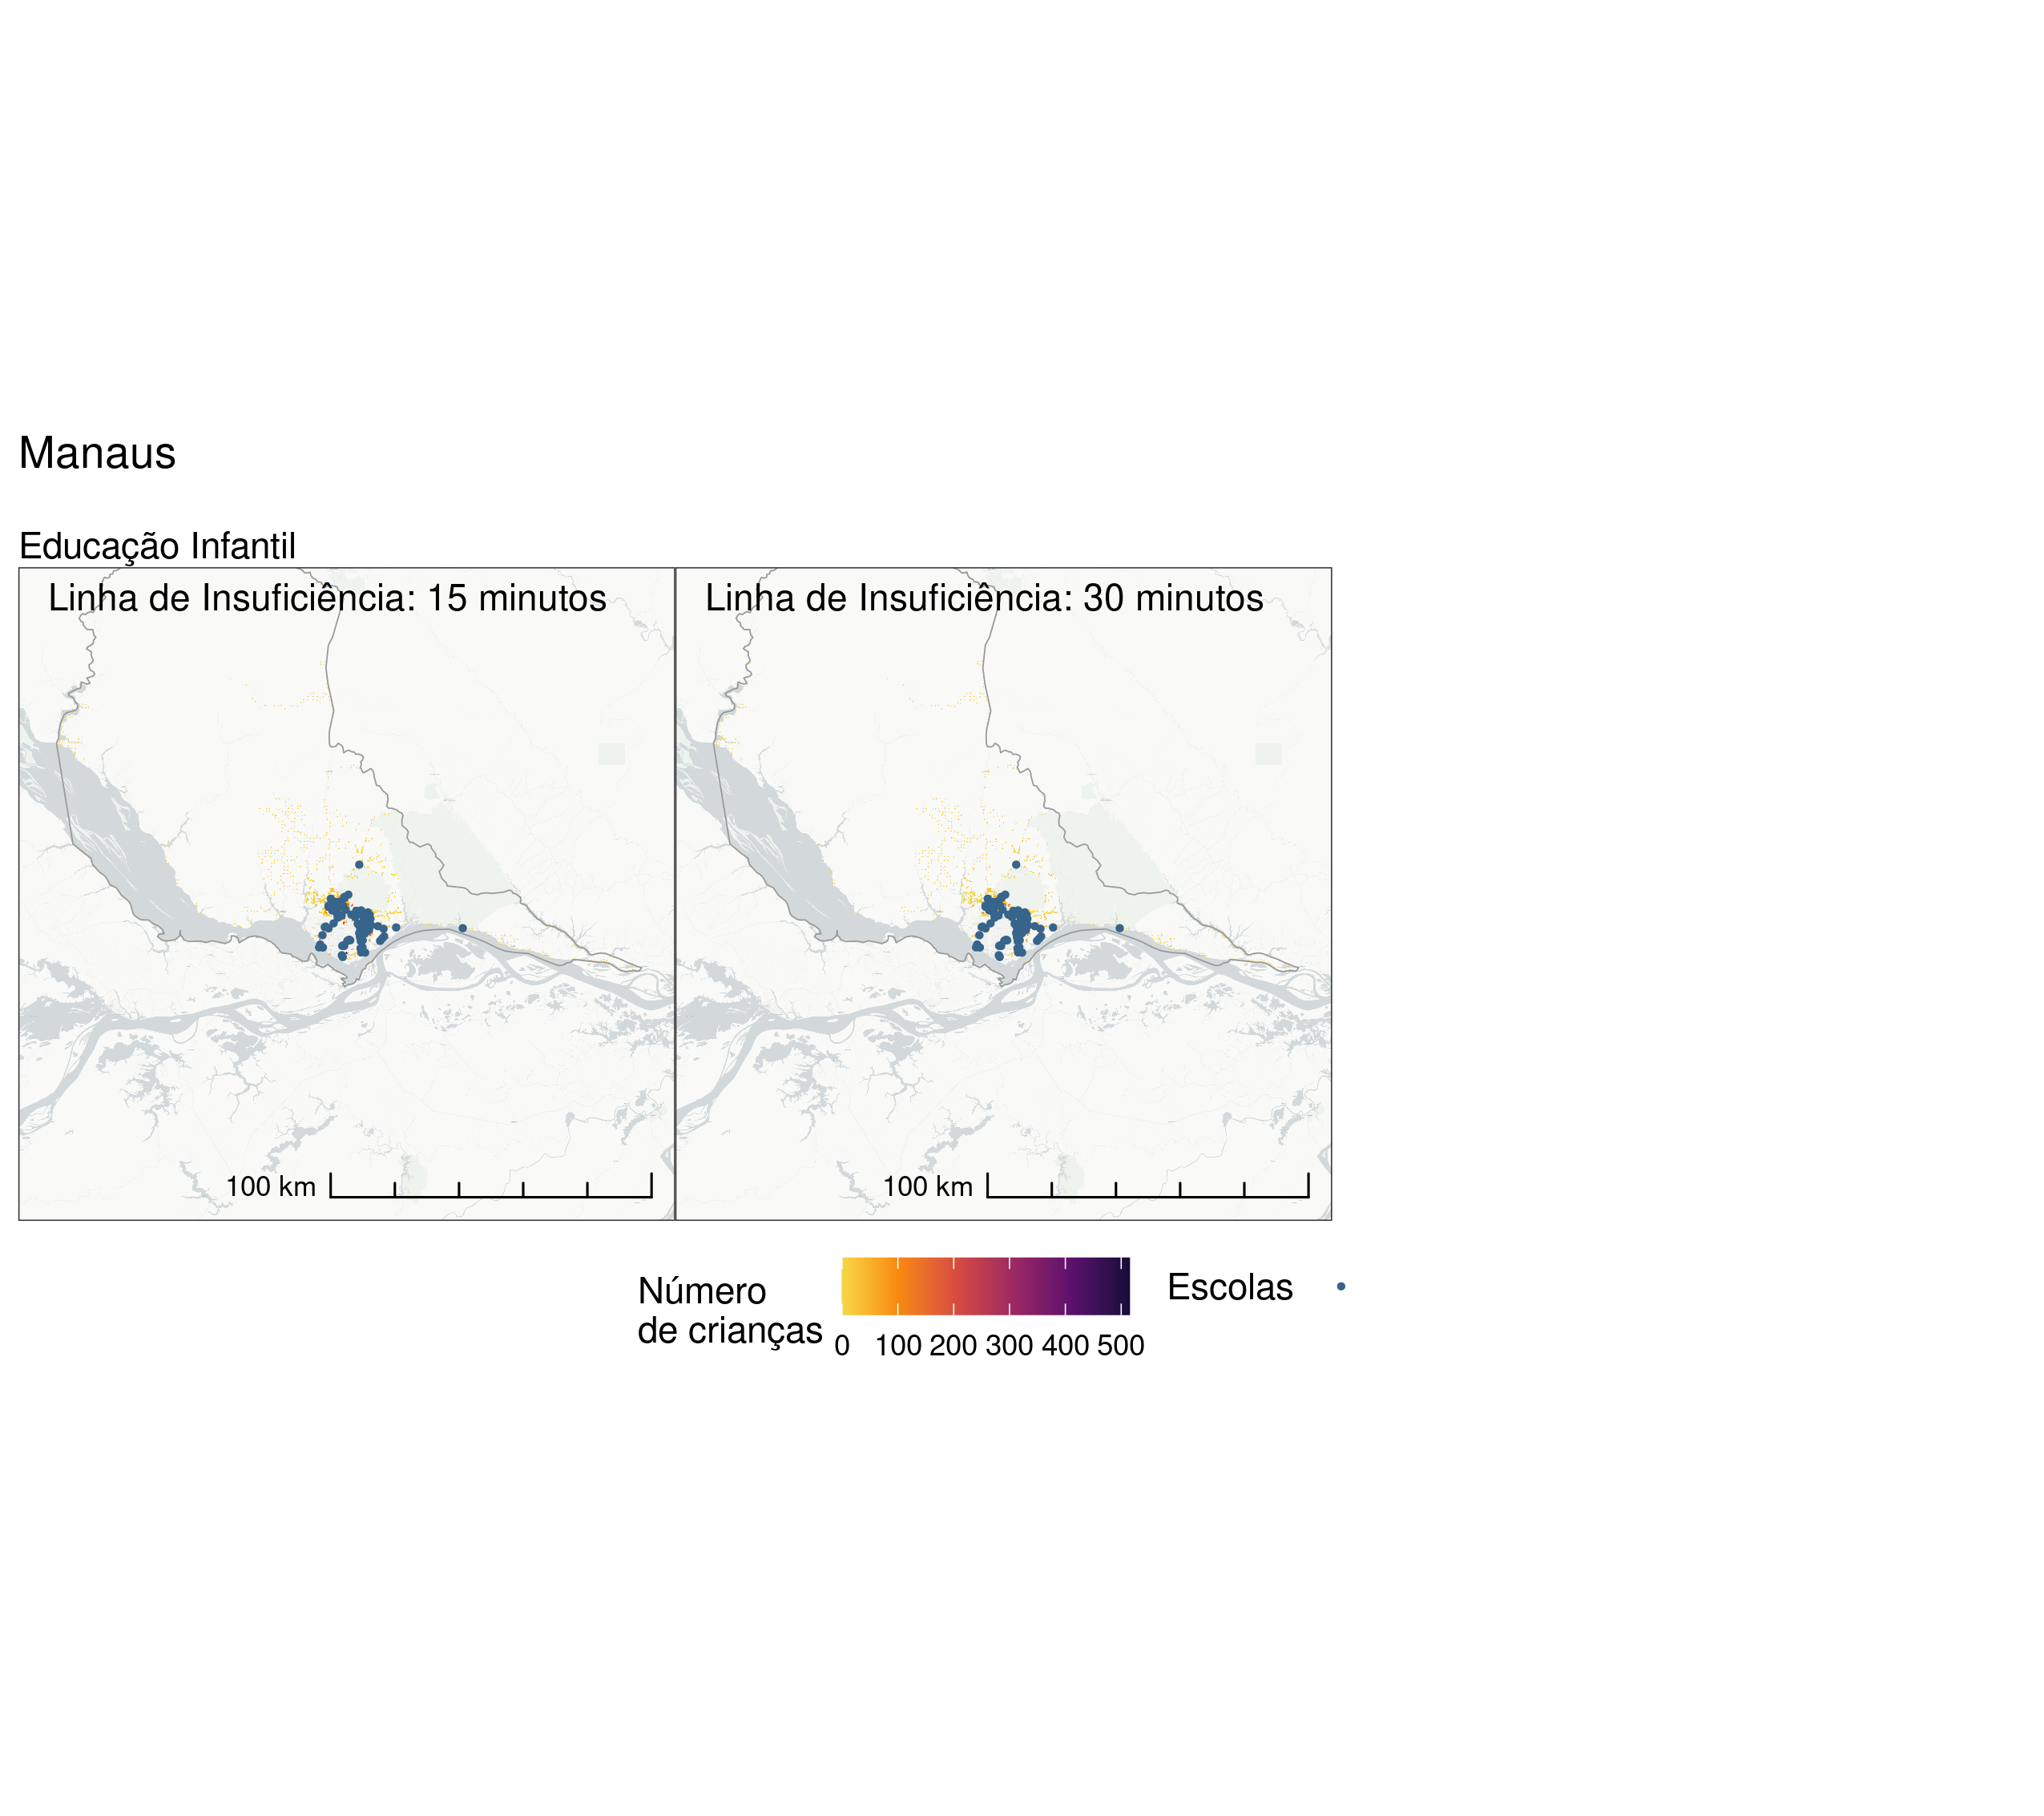 Manaus
Educação Infantil
Linha de Insuficiência: 15 minutos
Linha de Insuficiência: 30 minutos
100 km
100 km
Número
de crianças
0 100 200 300 400 500
Escolas